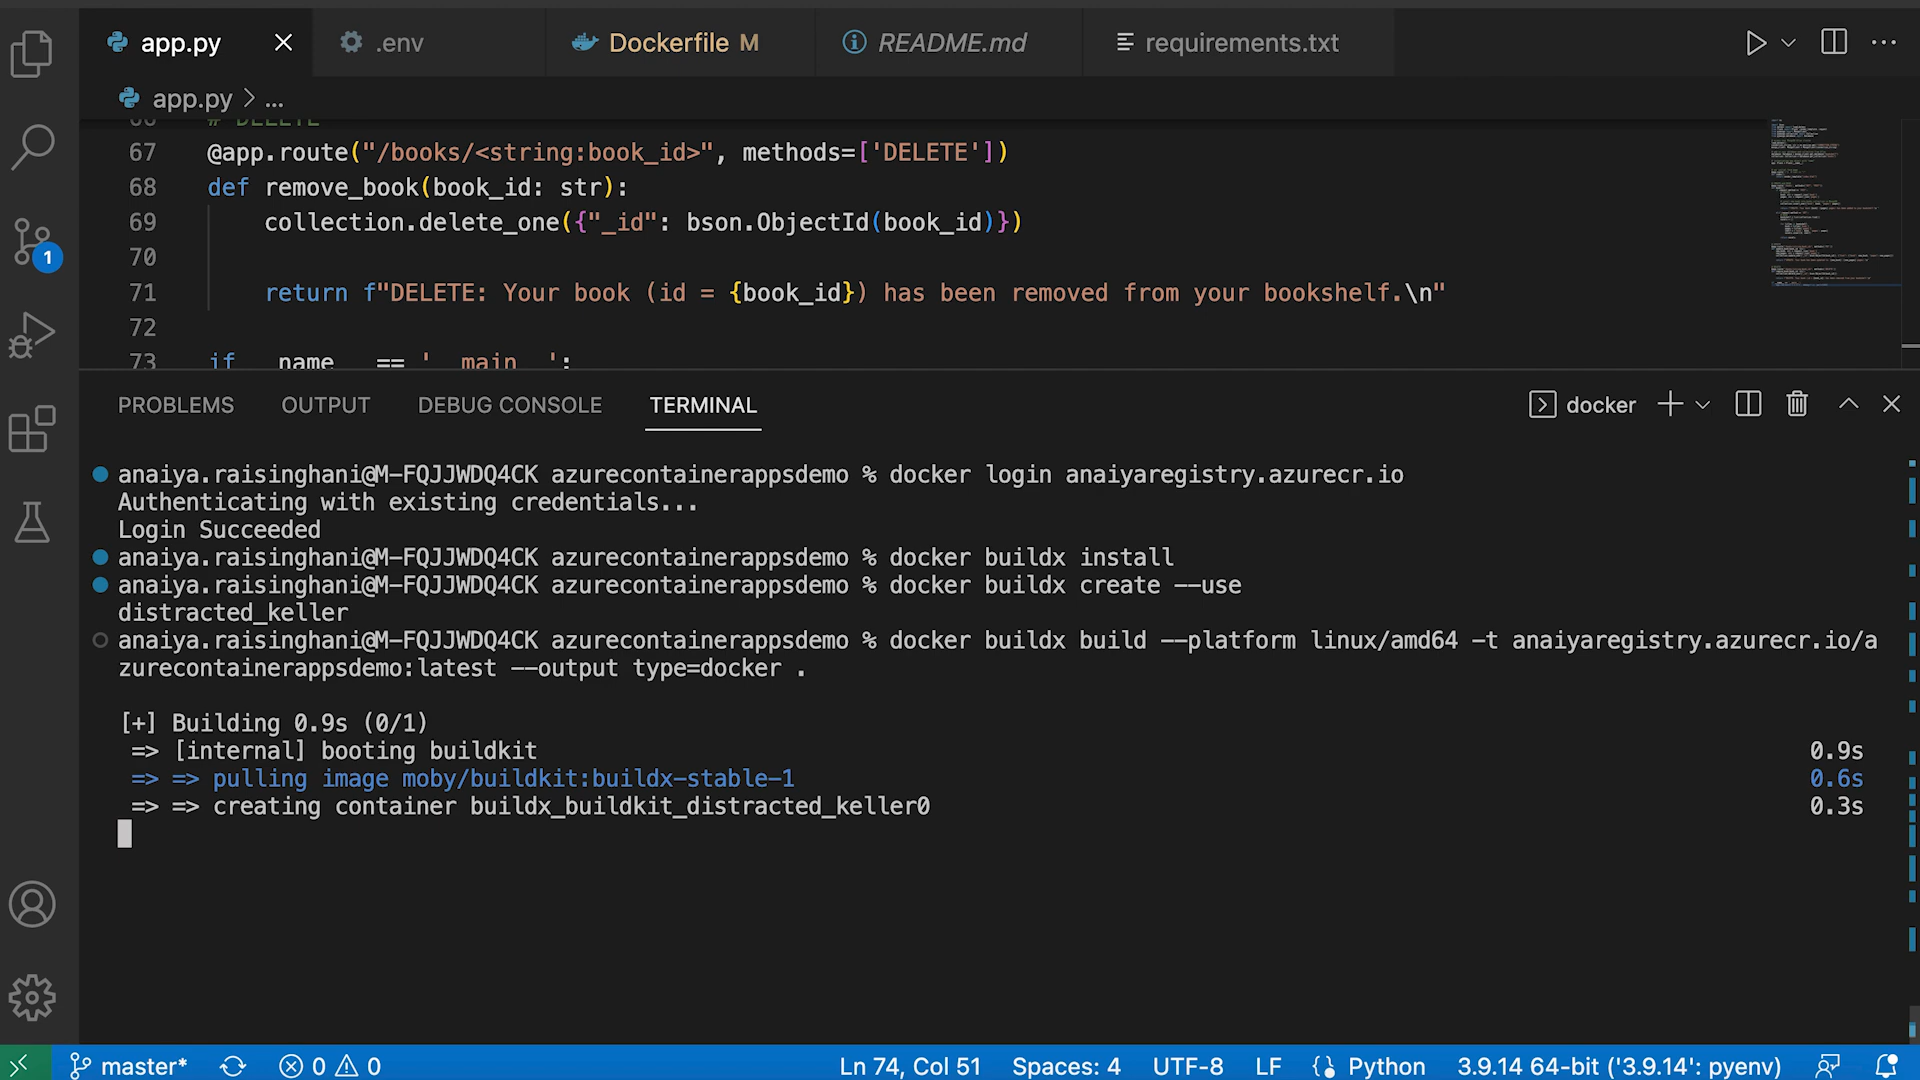 app.py
.env
Dockerfile M
README.md
requirements.txt
app.py > ...
66 # DELETE
67 @app.route("/books/<string:book_id>", methods=['DELETE'])
68 def remove_book(book_id: str):
69 collection.delete_one({"_id": bson.ObjectId(book_id)})
70
71 return f"DELETE: Your book (id = {book_id}) has been removed from your bookshelf.\n"
72
73 if __name__ == '__main__':
1
PROBLEMS OUTPUT DEBUG CONSOLE TERMINAL
docker
anaiya.raisinghani@M-FQJJWDQ4CK azurecontainerappsdemo % docker login anaiyaregistry.azurecr.io
Authenticating with existing credentials...
Login Succeeded
anaiya.raisinghani@M-FQJJWDQ4CK azurecontainerappsdemo % docker buildx install
anaiya.raisinghani@M-FQJJWDQ4CK azurecontainerappsdemo % docker buildx create --use
distracted_keller
anaiya.raisinghani@M-FQJJWDQ4CK azurecontainerappsdemo % docker buildx build --platform linux/amd64 -t anaiyaregistry.azurecr.io/a
zurecontainerappsdemo:latest --output type=docker .
[+] Building 0.9s (0/1)
=> [internal] booting buildkit 0.9s
=> => pulling image moby/buildkit:buildx-stable-1 0.6s
=> => creating container buildx_buildkit_distracted_keller0 0.3s
master* 0 0 Ln 74, Col 51 Spaces: 4 UTF-8 LF Python 3.9.14 64-bit ('3.9.14': pyenv)